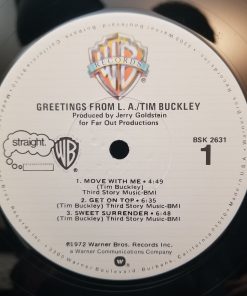 WB
RECORDS
GREETINGS FROM L. A./TIM BUCKLEY
Produced by Jerry Goldstein
for Far Out Productions
straight.
WB
BSK 2631
1
1. MOVE WITH ME • 4:49
(Tim Buckley)
Third Story Music-BMI
2. GET ON TOP • 6:35
(Tim Buckley) Third Story Music-BMI
3. SWEET SURRENDER • 6:48
(Tim Buckley) Third Story Music-BMI
©1972 Warner Bros. Records Inc.
a Warner Communications Company